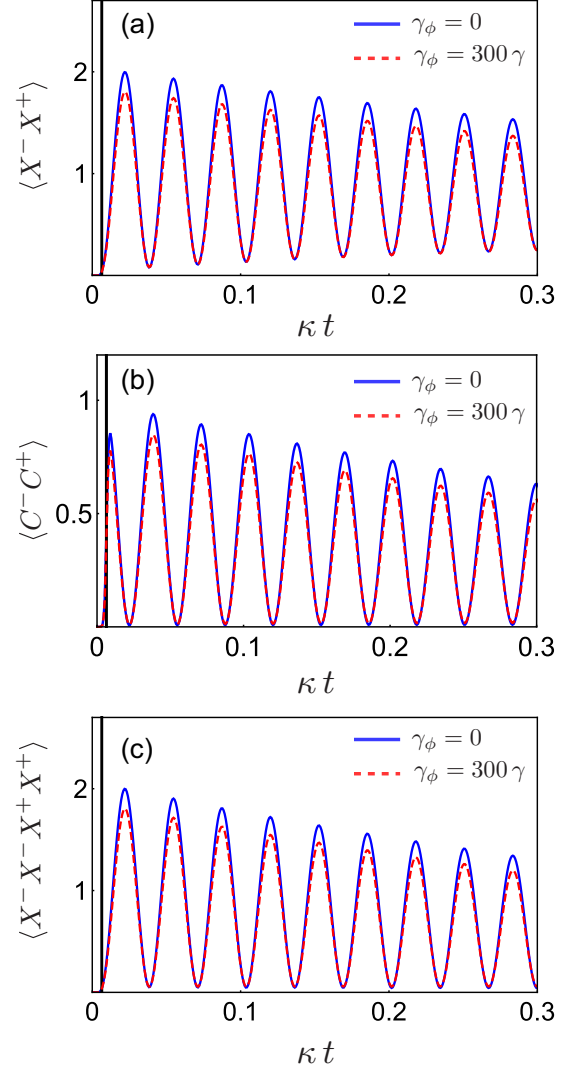 (a)
γ_ϕ = 0
γ_ϕ = 300 γ
2
1
⟨X⁻X⁺⟩
0 0.1 0.2 0.3
κ t
(b)
γ_ϕ = 0
γ_ϕ = 300 γ
1
0.5
⟨C⁻C⁺⟩
0 0.1 0.2 0.3
κ t
(c)
γ_ϕ = 0
γ_ϕ = 300 γ
2
1
⟨X⁻X⁻X⁺X⁺⟩
0 0.1 0.2 0.3
κ t